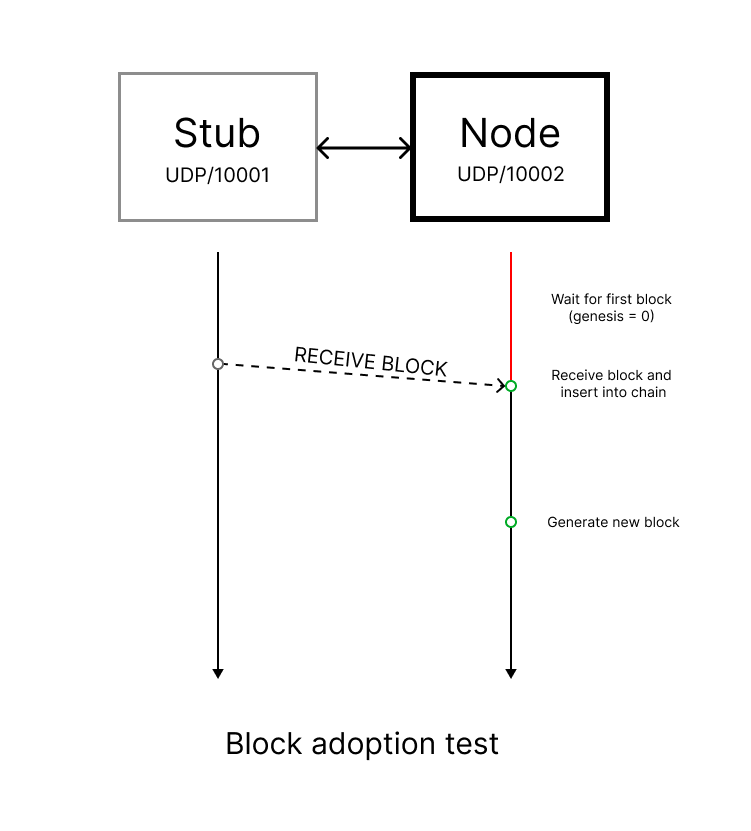 Stub
UDP/10001
Node
UDP/10002
Wait for first block
(genesis = 0)
RECEIVE BLOCK
Receive block and
insert into chain
Generate new block
Block adoption test